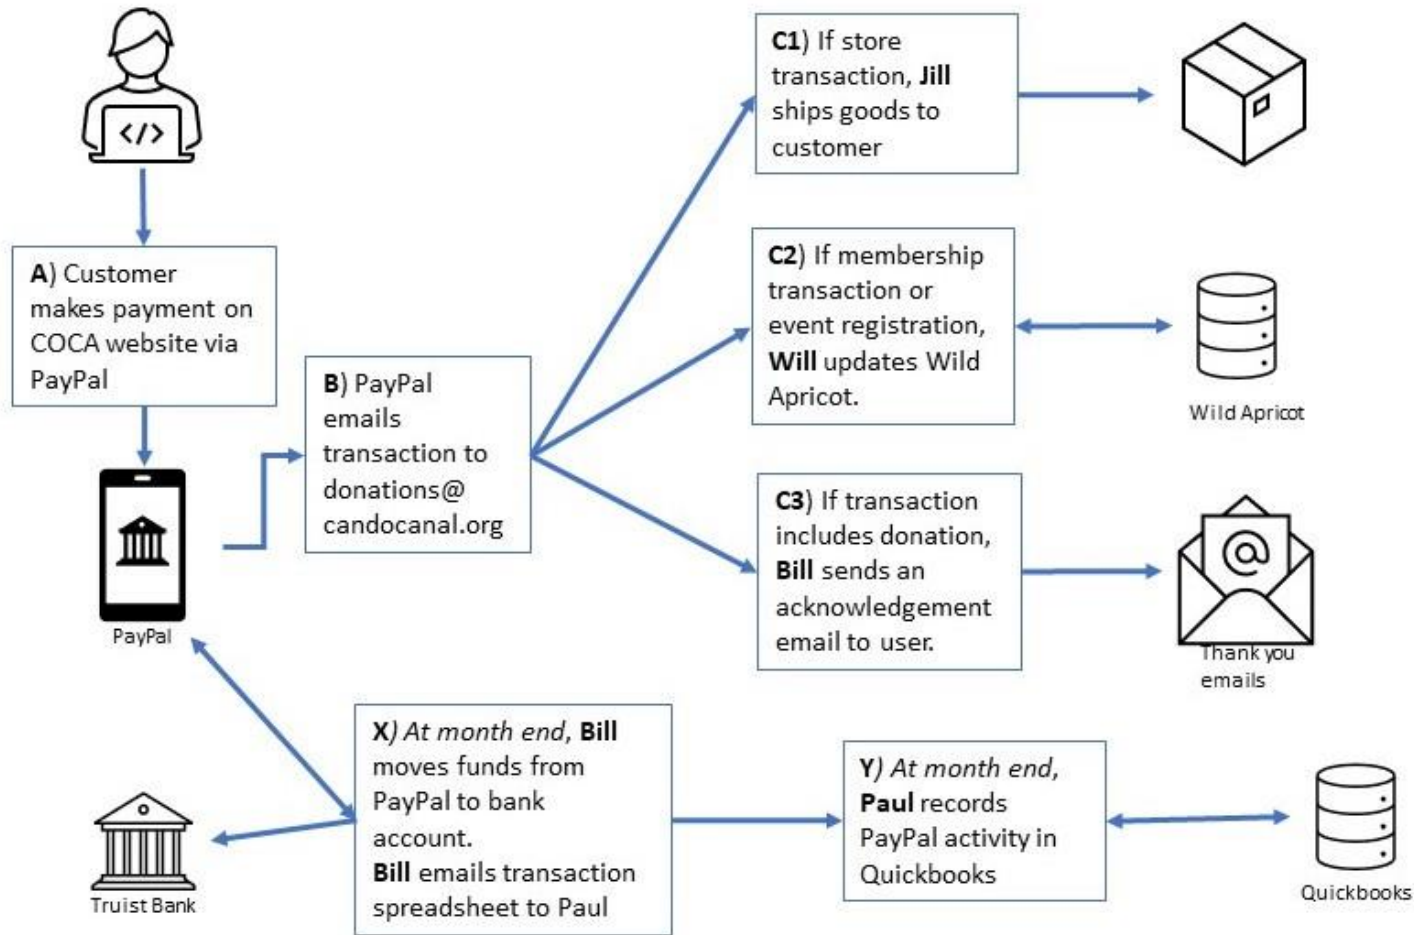 </>
A) Customer
makes payment on
COCA website via
PayPal
PayPal
B) PayPal
emails
transaction to
donations@
candocanal.org
C1) If store
transaction, Jill
ships goods to
customer
C2) If membership
transaction or
event registration,
Will updates Wild
Apricot.
Wild Apricot
C3) If transaction
includes donation,
Bill sends an
acknowledgement
email to user.
@
Thank you
emails
X) At month end, Bill
moves funds from
PayPal to bank
account.
Bill emails transaction
spreadsheet to Paul
Truist Bank
Y) At month end,
Paul records
PayPal activity in
Quickbooks
Quickbooks